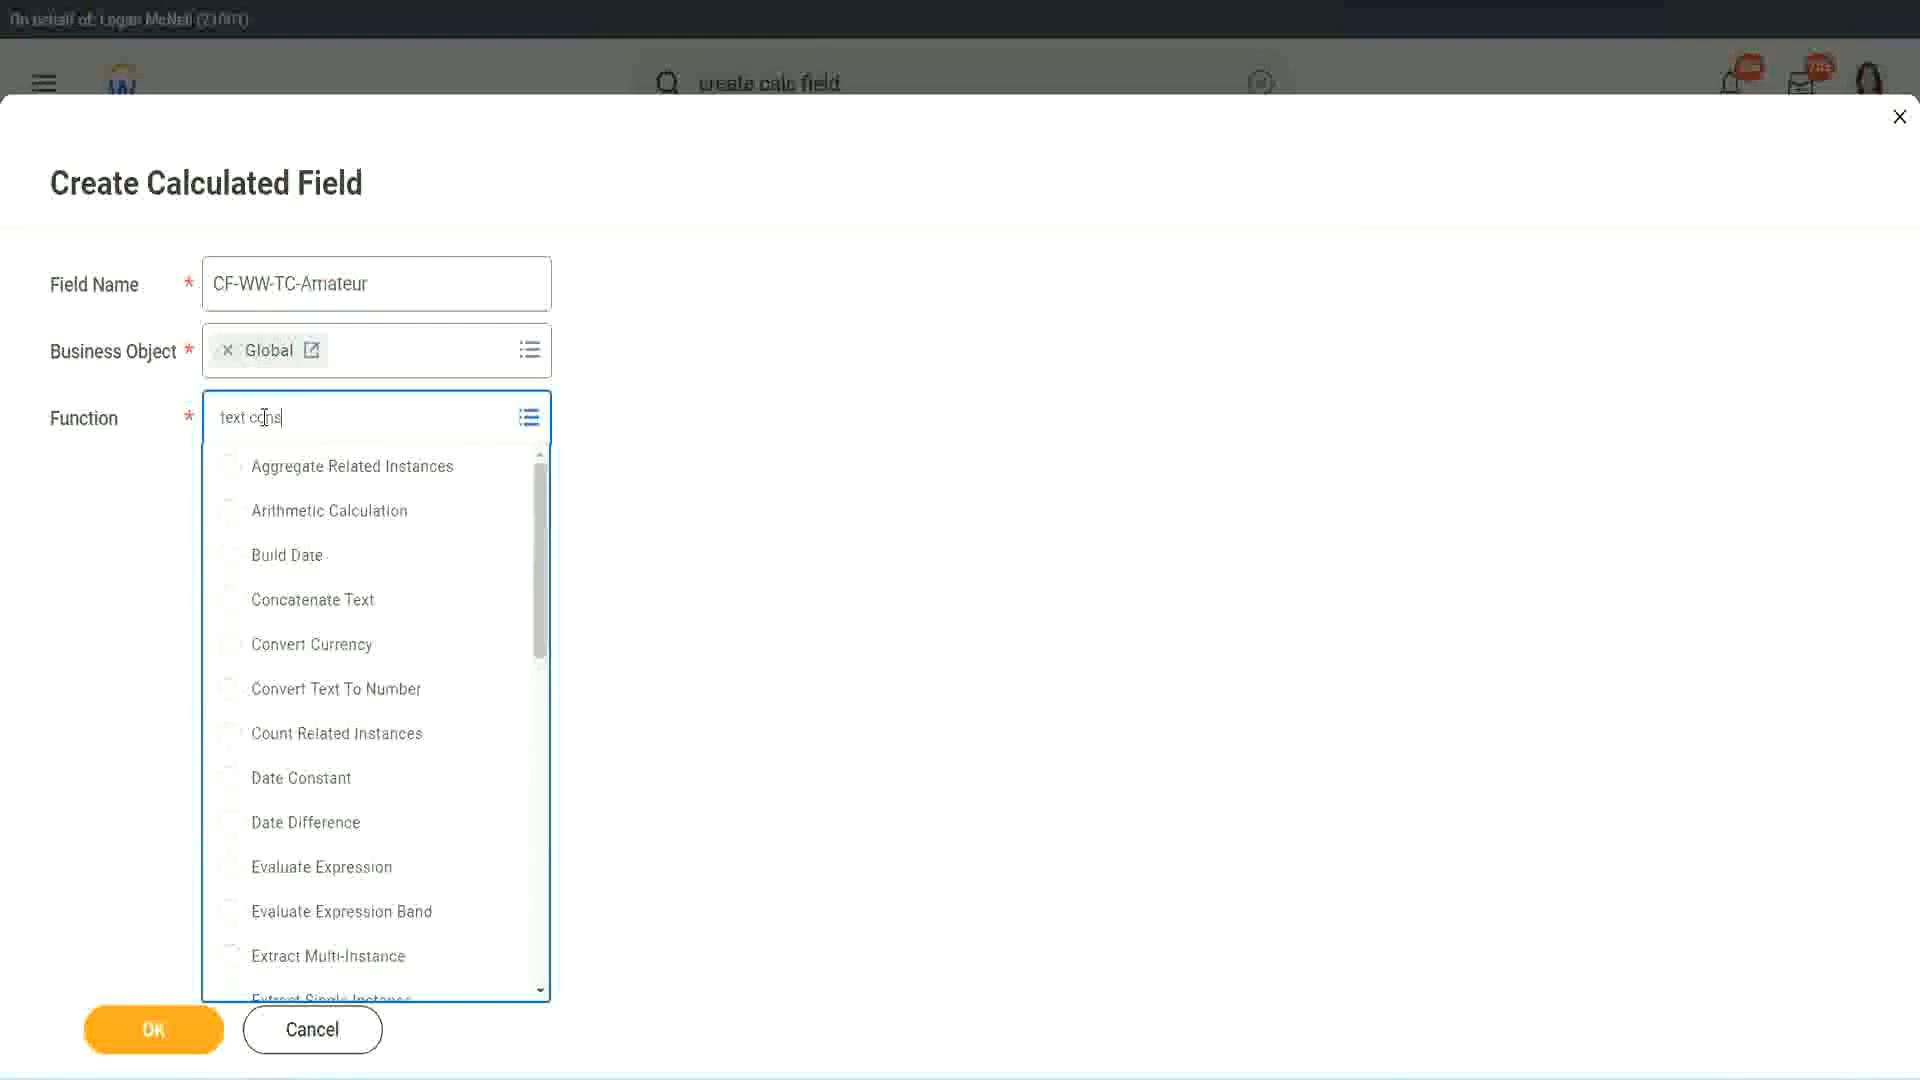 On behalf of: Logan McNeil (21001)
create calc field
Create Calculated Field
Field Name *
CF-WW-TC-Amateur
Business Object *
Global
Function *
text cons
Aggregate Related Instances
Arithmetic Calculation
Build Date
Concatenate Text
Convert Currency
Convert Text To Number
Count Related Instances
Date Constant
Date Difference
Evaluate Expression
Evaluate Expression Band
Extract Multi-Instance
Extract Single Instance
OK
Cancel